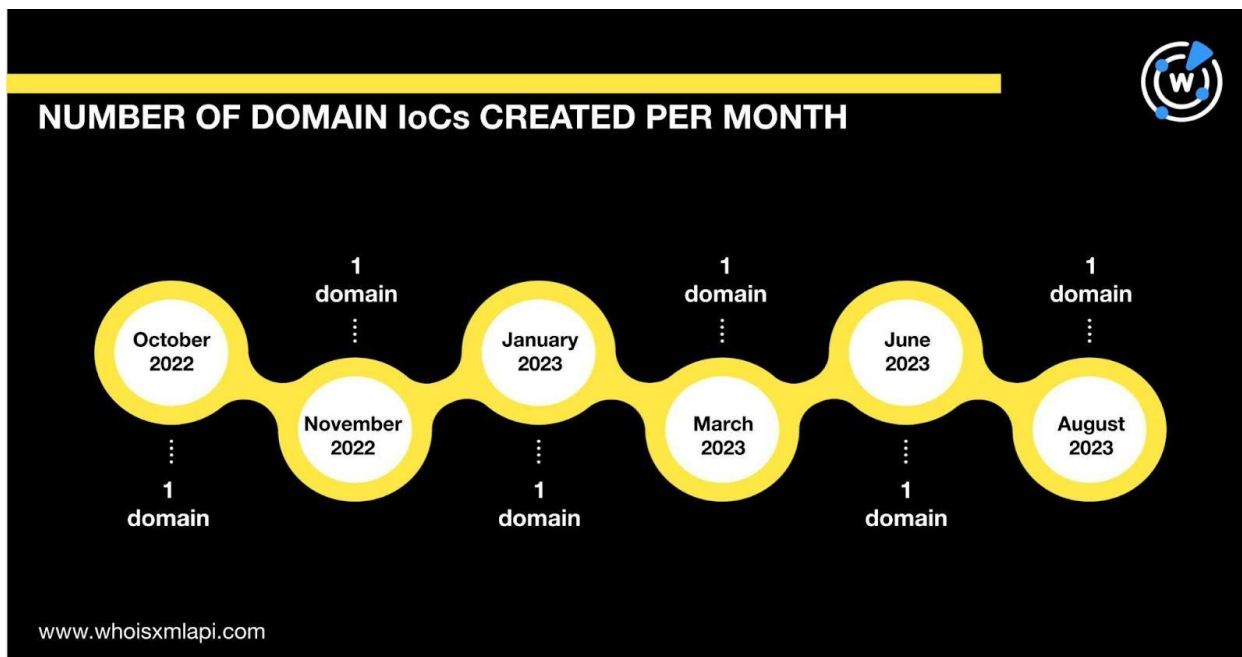 W
NUMBER OF DOMAIN IoCs CREATED PER MONTH
October
2022
1
domain
1
domain
November
2022
January
2023
1
domain
1
domain
March
2023
June
2023
1
domain
1
domain
August
2023
www.whoisxmlapi.com